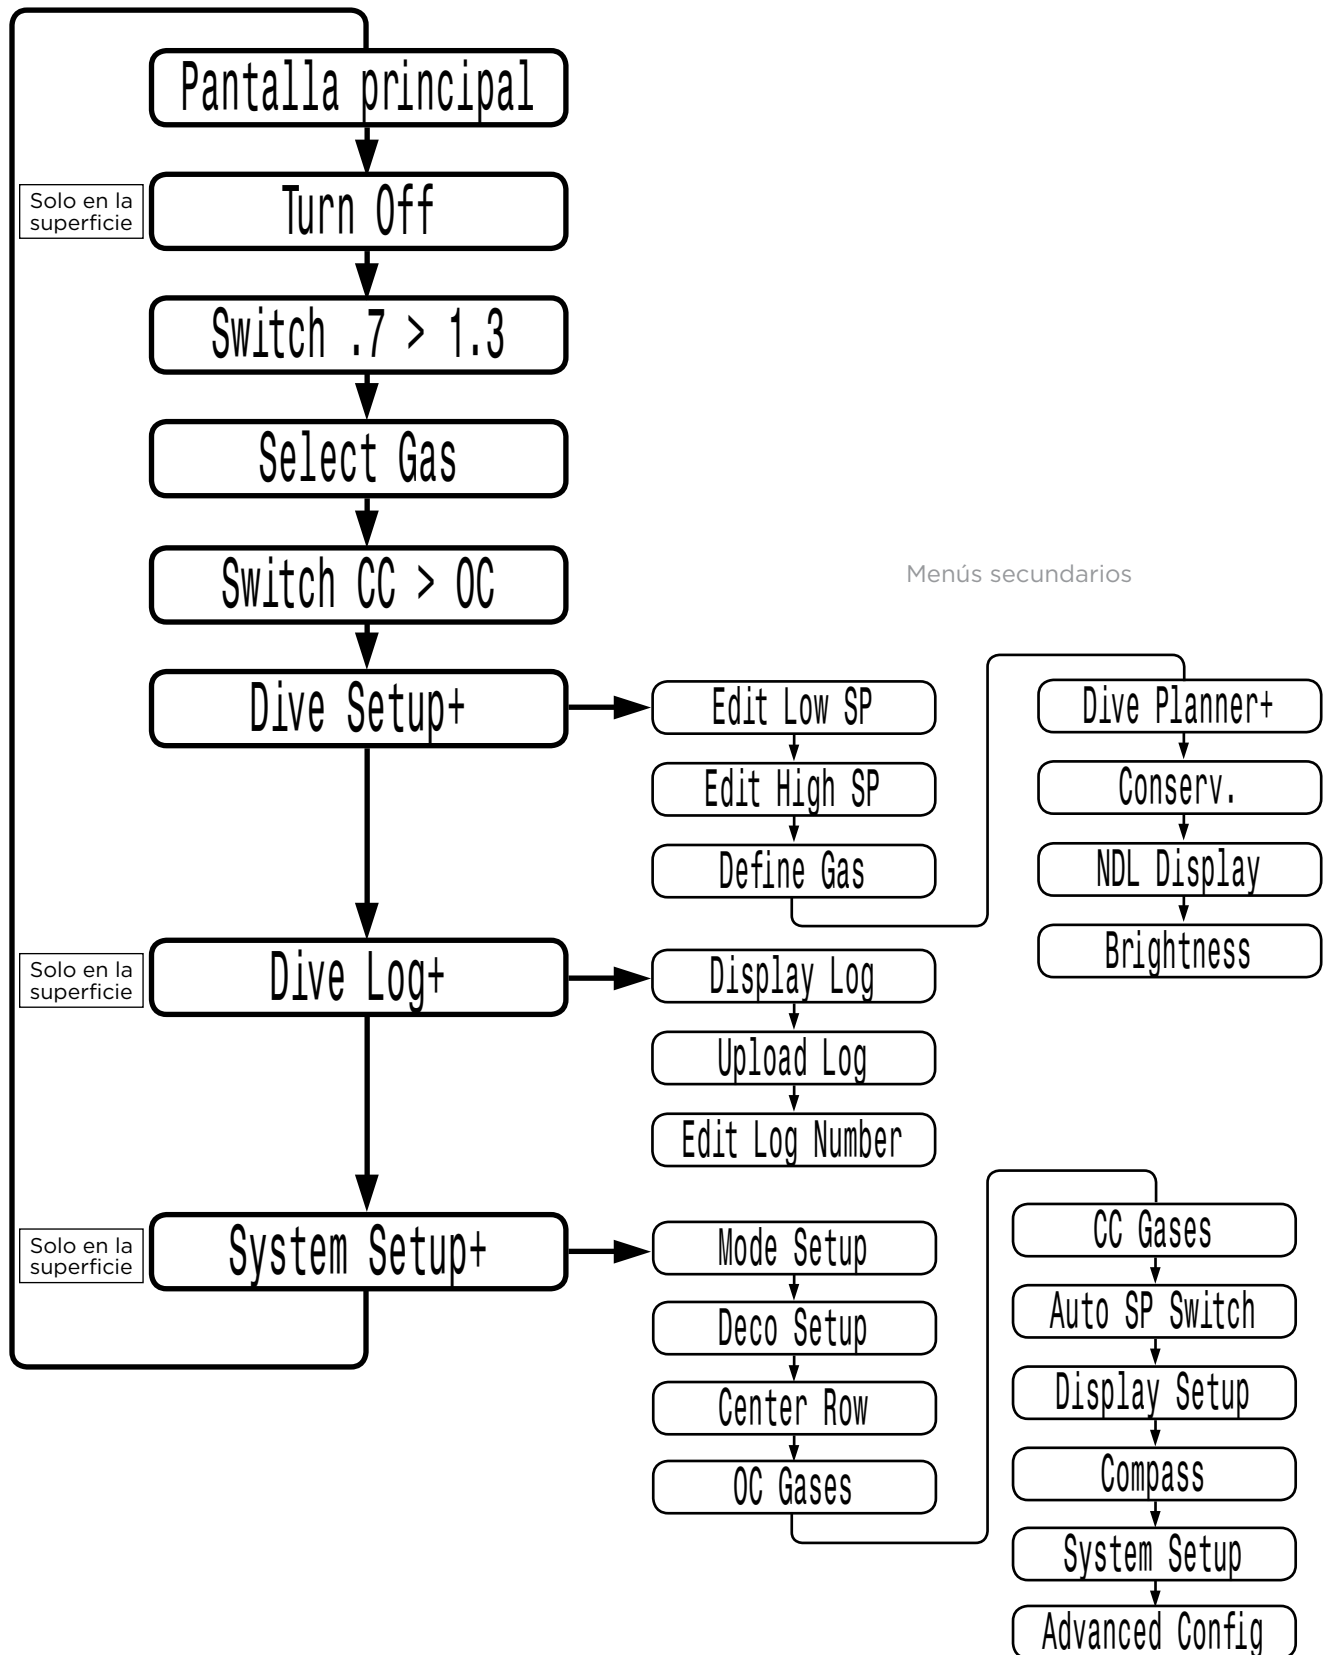 Pantalla principal
Solo en la
superficie
Turn Off
Switch .7 > 1.3
Select Gas
Switch CC > OC
Menús secundarios
Dive Setup+
Edit Low SP
Edit High SP
Define Gas
Dive Planner+
Conserv.
NDL Display
Brightness
Solo en la
superficie
Dive Log+
Display Log
Upload Log
Edit Log Number
Solo en la
superficie
System Setup+
Mode Setup
Deco Setup
Center Row
OC Gases
CC Gases
Auto SP Switch
Display Setup
Compass
System Setup
Advanced Config